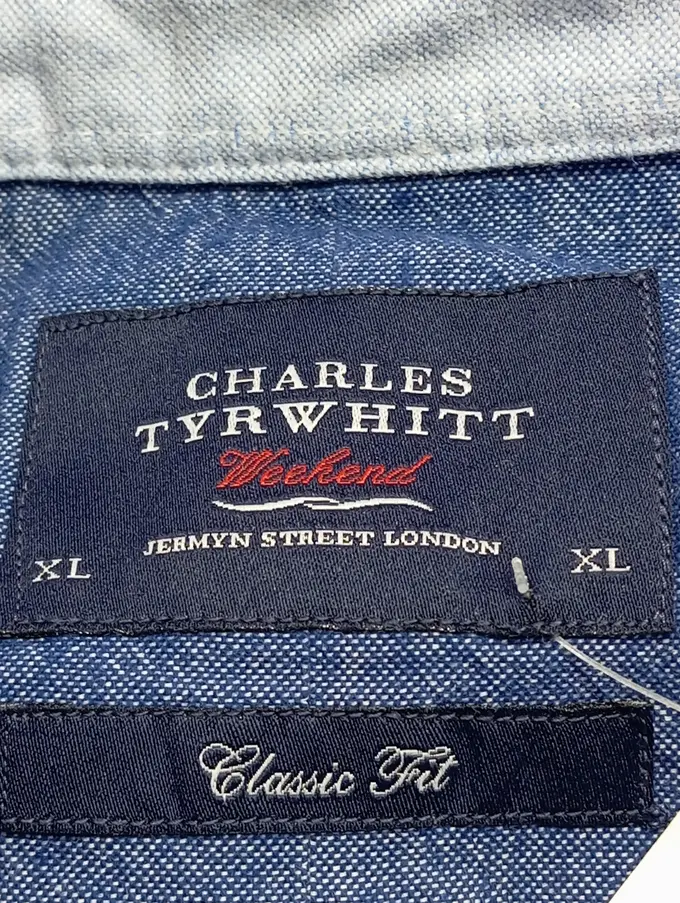 CHARLES
TYRWHITT
Weekend
JERMYN STREET LONDON
XL XL
Classic Fit